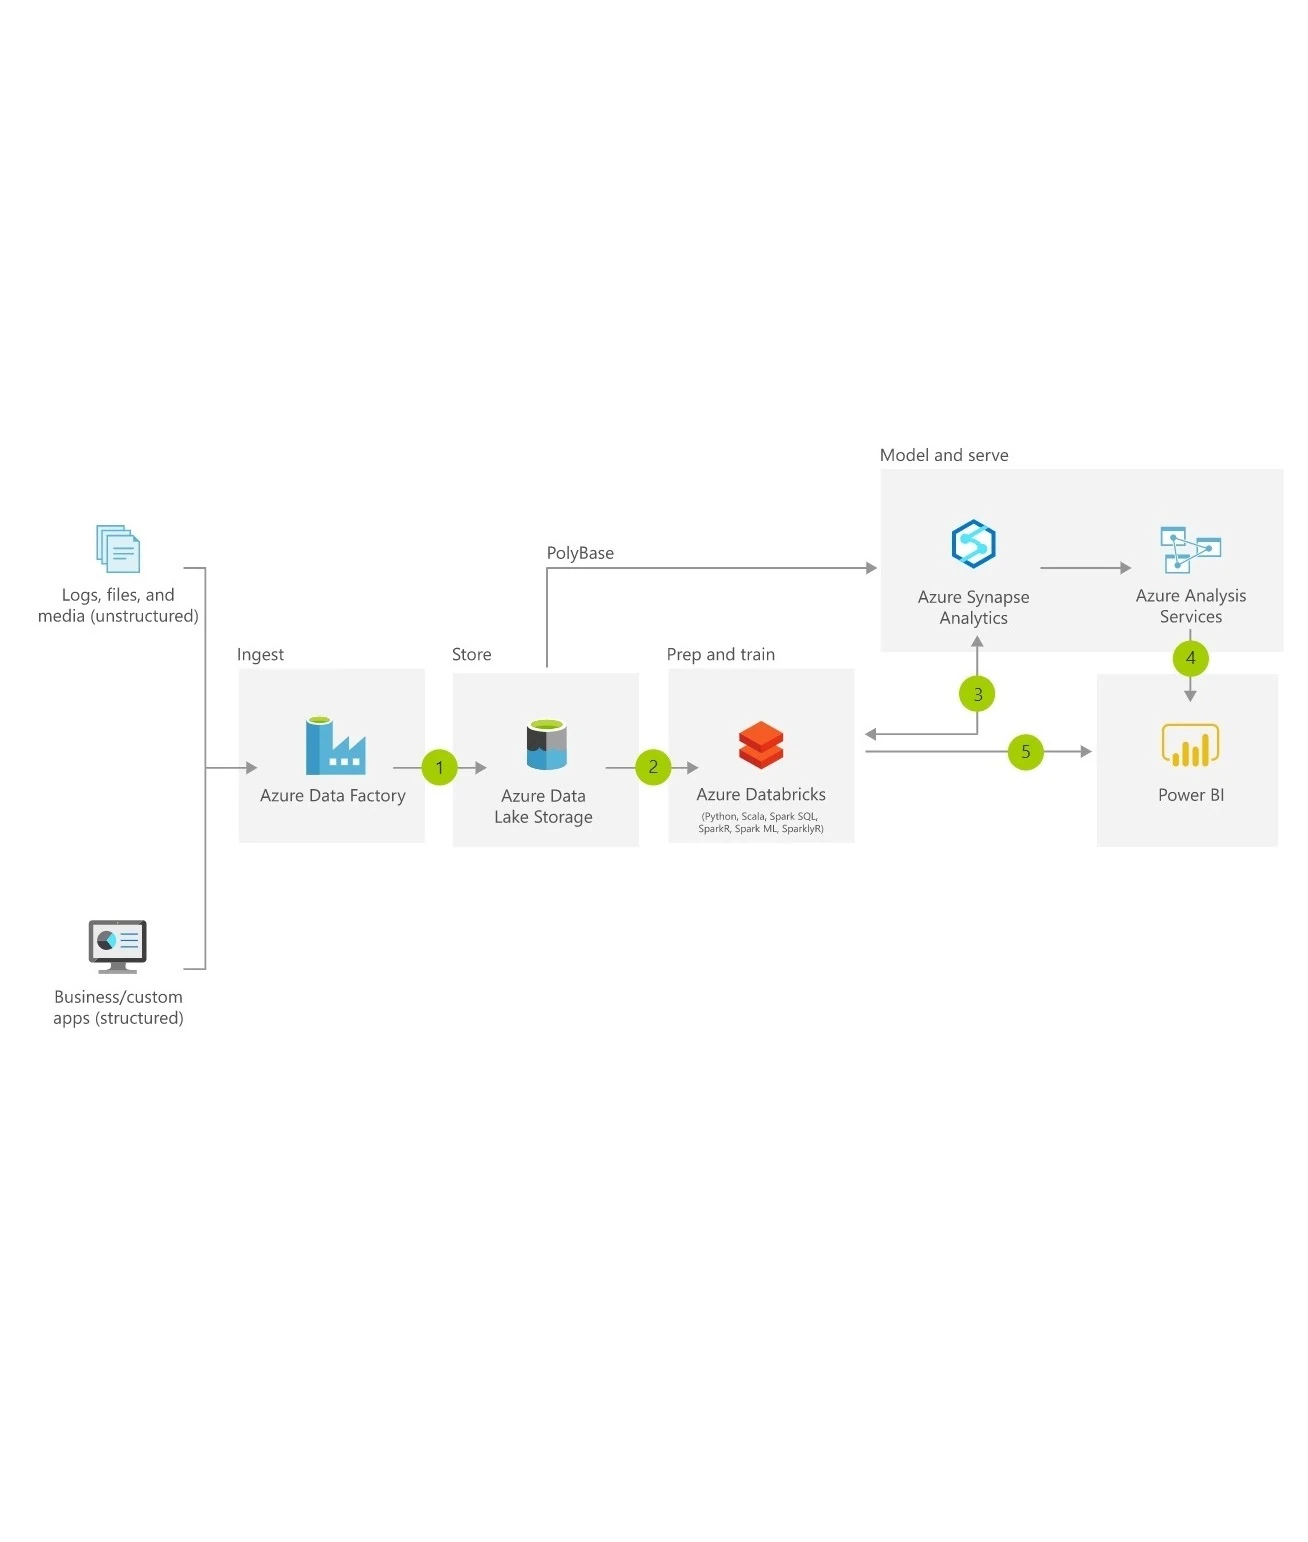 Model and serve
Azure Synapse
Analytics
Azure Analysis
Services
PolyBase
Logs, files, and
media (unstructured)
Ingest
Store
Prep and train
Azure Data Factory
1
Azure Data
Lake Storage
2
Azure Databricks
(Python, Scala, Spark SQL,
SparkR, Spark ML, SparklyR)
3
4
5
Power BI
Business/custom
apps (structured)